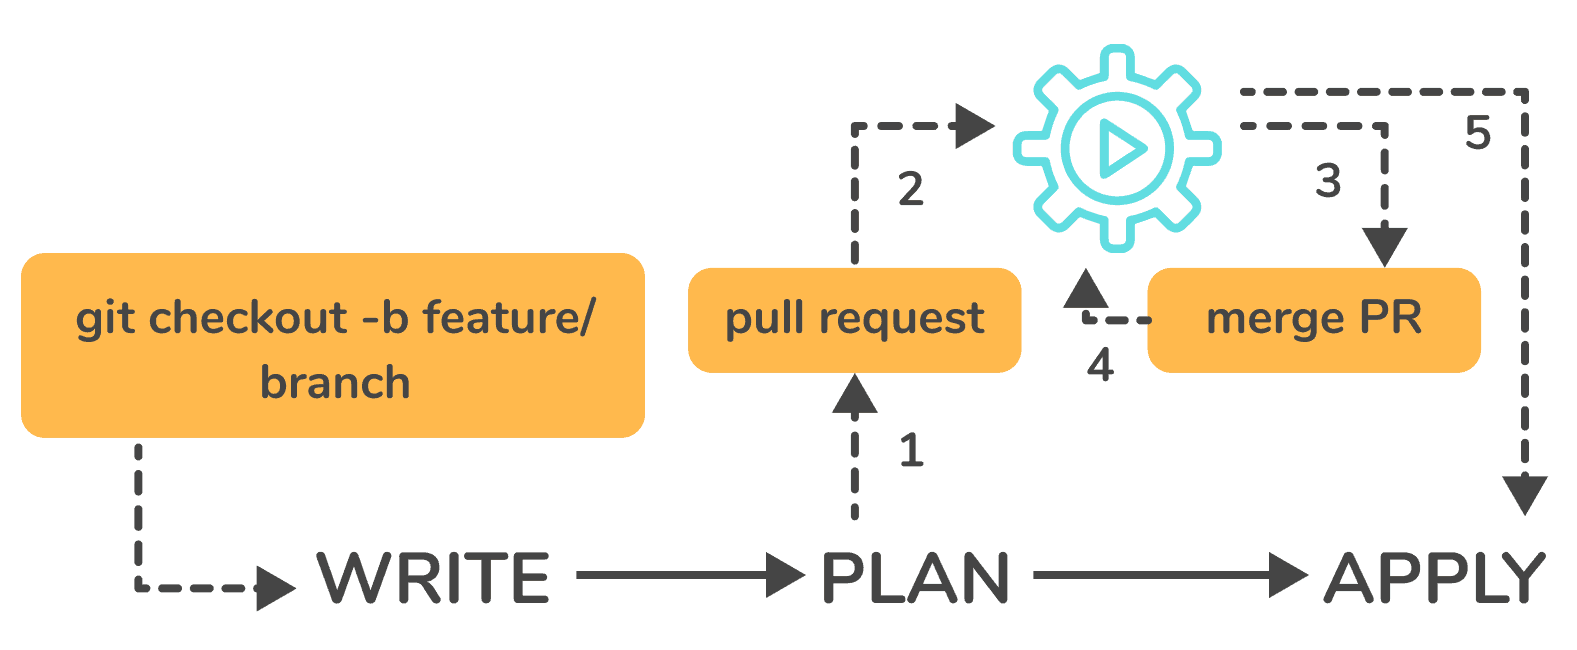 5
3
2
git checkout -b feature/
branch
pull request
merge PR
4
1
WRITE
PLAN
APPLY